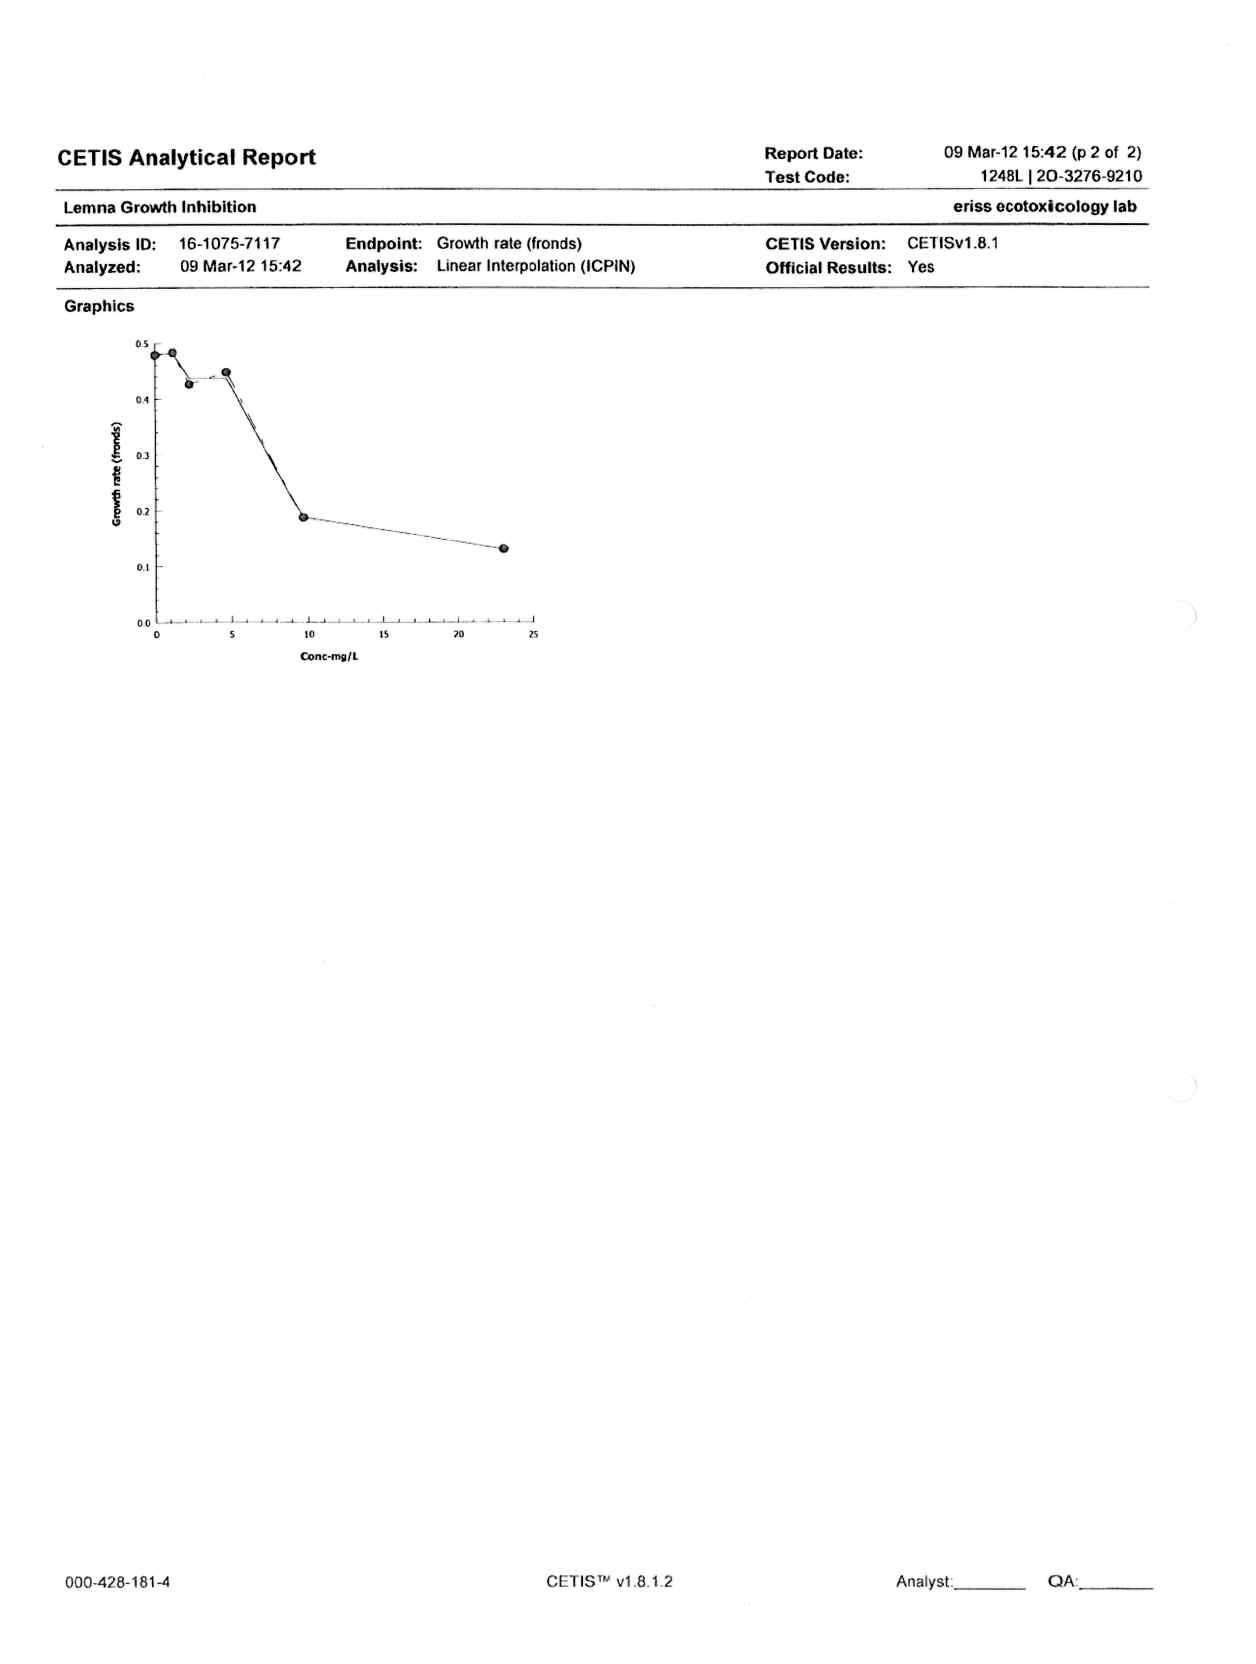 CETIS Analytical Report
Report Date: 09 Mar-12 15:42 (p 2 of 2)
Test Code: 1248L | 20-3276-9210
Lemna Growth Inhibition eriss ecotoxicology lab
Analysis ID: 16-1075-7117 Endpoint: Growth rate (fronds) CETIS Version: CETISv1.8.1
Analyzed: 09 Mar-12 15:42 Analysis: Linear Interpolation (ICPIN) Official Results: Yes
Graphics
0.5
0.4
0.3
0.2
0.1
0.0
Growth rate (fronds)
0 5 10 15 20 25
Conc-mg/L
000-428-181-4 CETIS™ v1.8.1.2 Analyst:________ QA:________